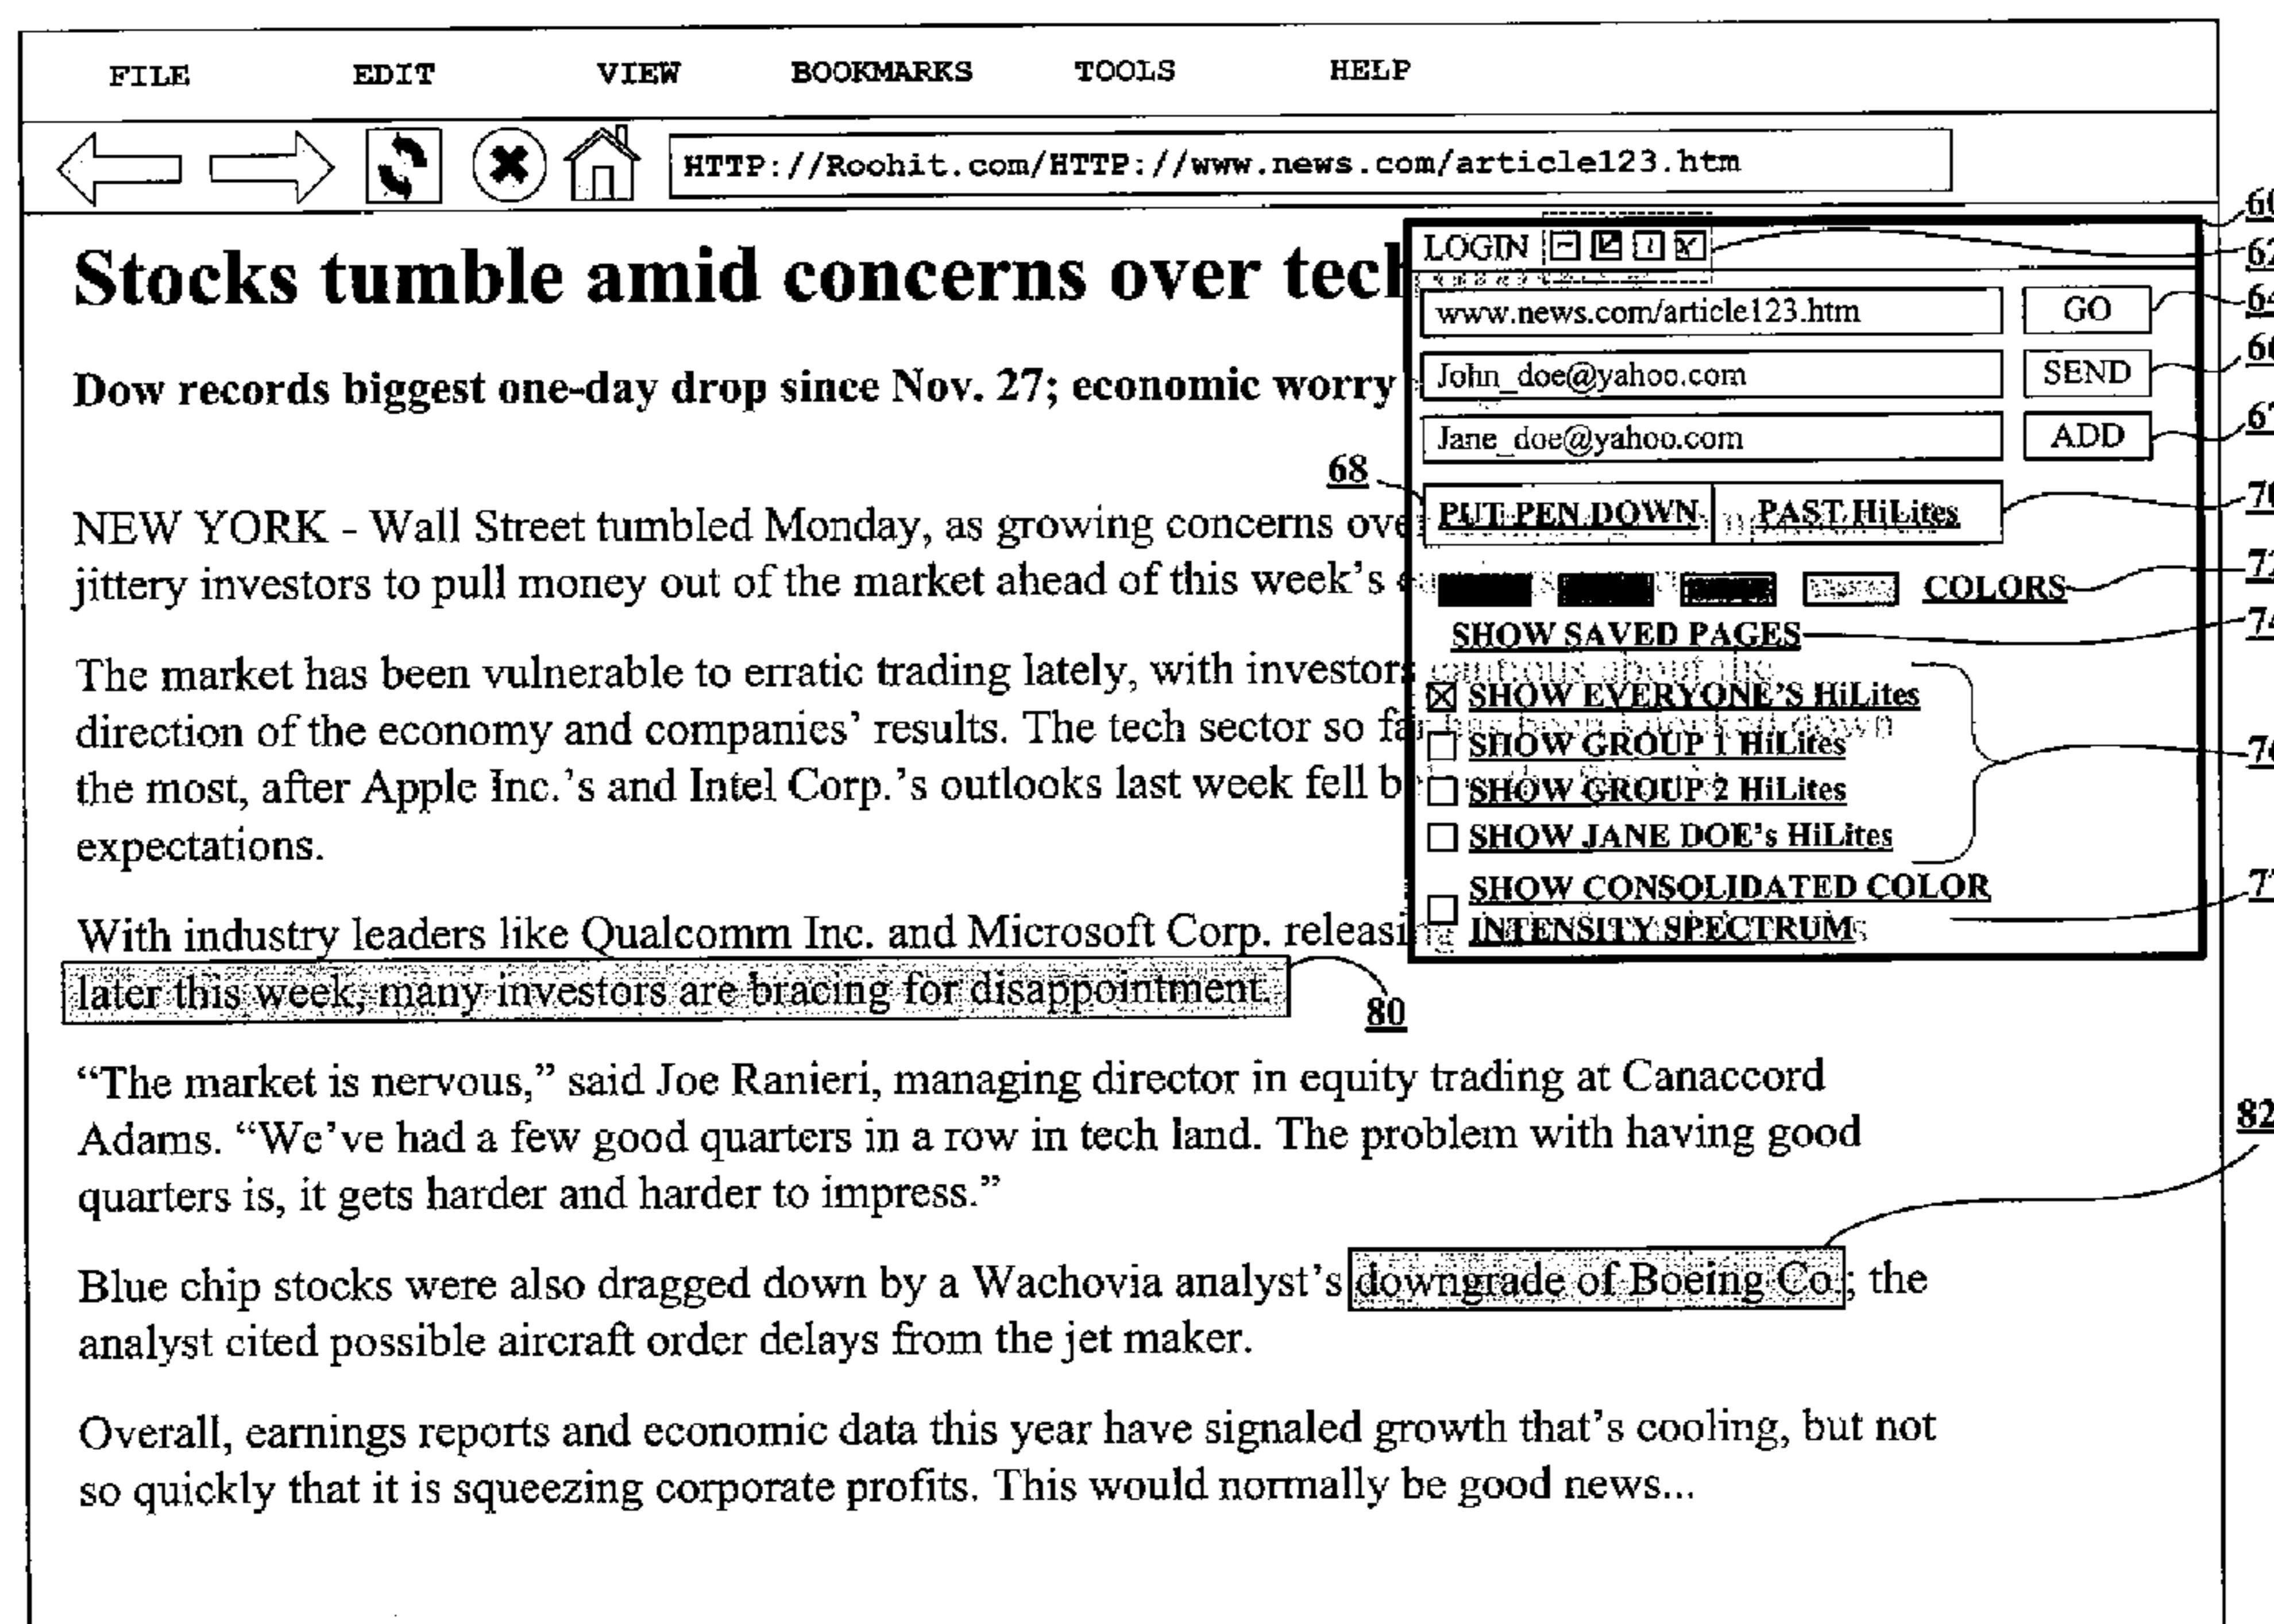 FILE EDIT VIEW BOOKMARKS TOOLS HELP
HTTP://Roohit.com/HTTP://www.news.com/article123.htm
Stocks tumble amid concerns over tech
Dow records biggest one-day drop since Nov. 27; economic worry
NEW YORK - Wall Street tumbled Monday, as growing concerns over
jittery investors to pull money out of the market ahead of this week's
The market has been vulnerable to erratic trading lately, with investors cautious about the
direction of the economy and companies' results. The tech sector so far has been knocked down
the most, after Apple Inc.'s and Intel Corp.'s outlooks last week fell
expectations.
With industry leaders like Qualcomm Inc. and Microsoft Corp. releasing
later this week, many investors are bracing for disappointment.
80
"The market is nervous," said Joe Ranieri, managing director in equity trading at Canaccord
Adams. "We've had a few good quarters in a row in tech land. The problem with having good
quarters is, it gets harder and harder to impress."
82
Blue chip stocks were also dragged down by a Wachovia analyst's downgrade of Boeing Co.; the
analyst cited possible aircraft order delays from the jet maker.
Overall, earnings reports and economic data this year have signaled growth that's cooling, but not
so quickly that it is squeezing corporate profits. This would normally be good news...
LOGIN
www.news.com/article123.htm GO
John_doe@yahoo.com SEND
Jane_doe@yahoo.com ADD
68
PUT PEN DOWN PAST HiLites
COLORS
SHOW SAVED PAGES
SHOW EVERYONE'S HiLites
SHOW GROUP 1 HiLites
SHOW GROUP 2 HiLites
SHOW JANE DOE's HiLites
SHOW CONSOLIDATED COLOR
INTENSITY SPECTRUM